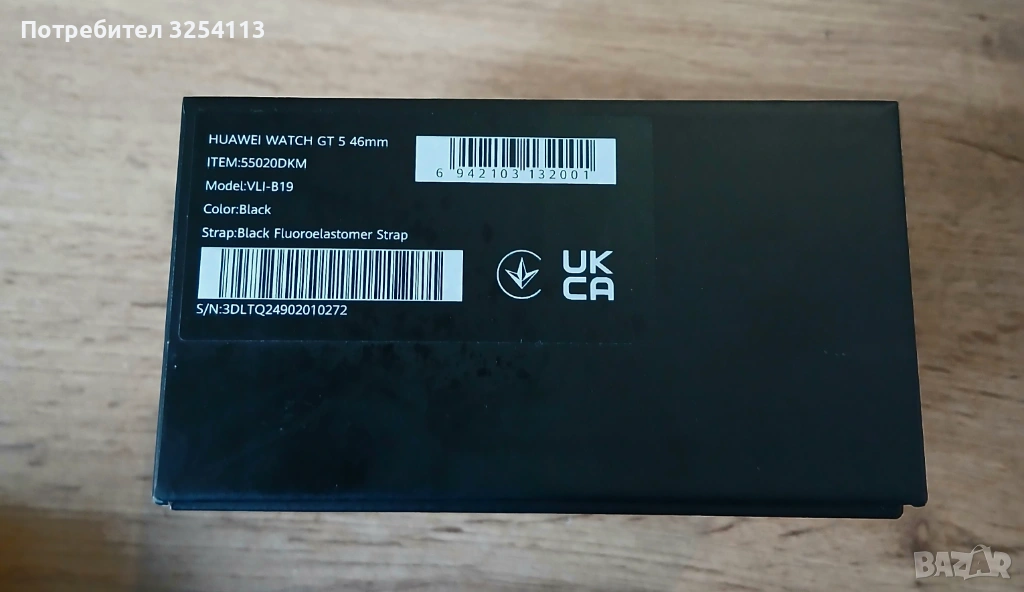 Потребител 3254113
HUAWEI WATCH GT 5 46mm
ITEM:55020DKM
Model:VLI-B19
Color:Black
Strap:Black Fluoroelastomer Strap
6 942103 132001
UK
CA
S/N:3DLTQ24902010272
BAZAR